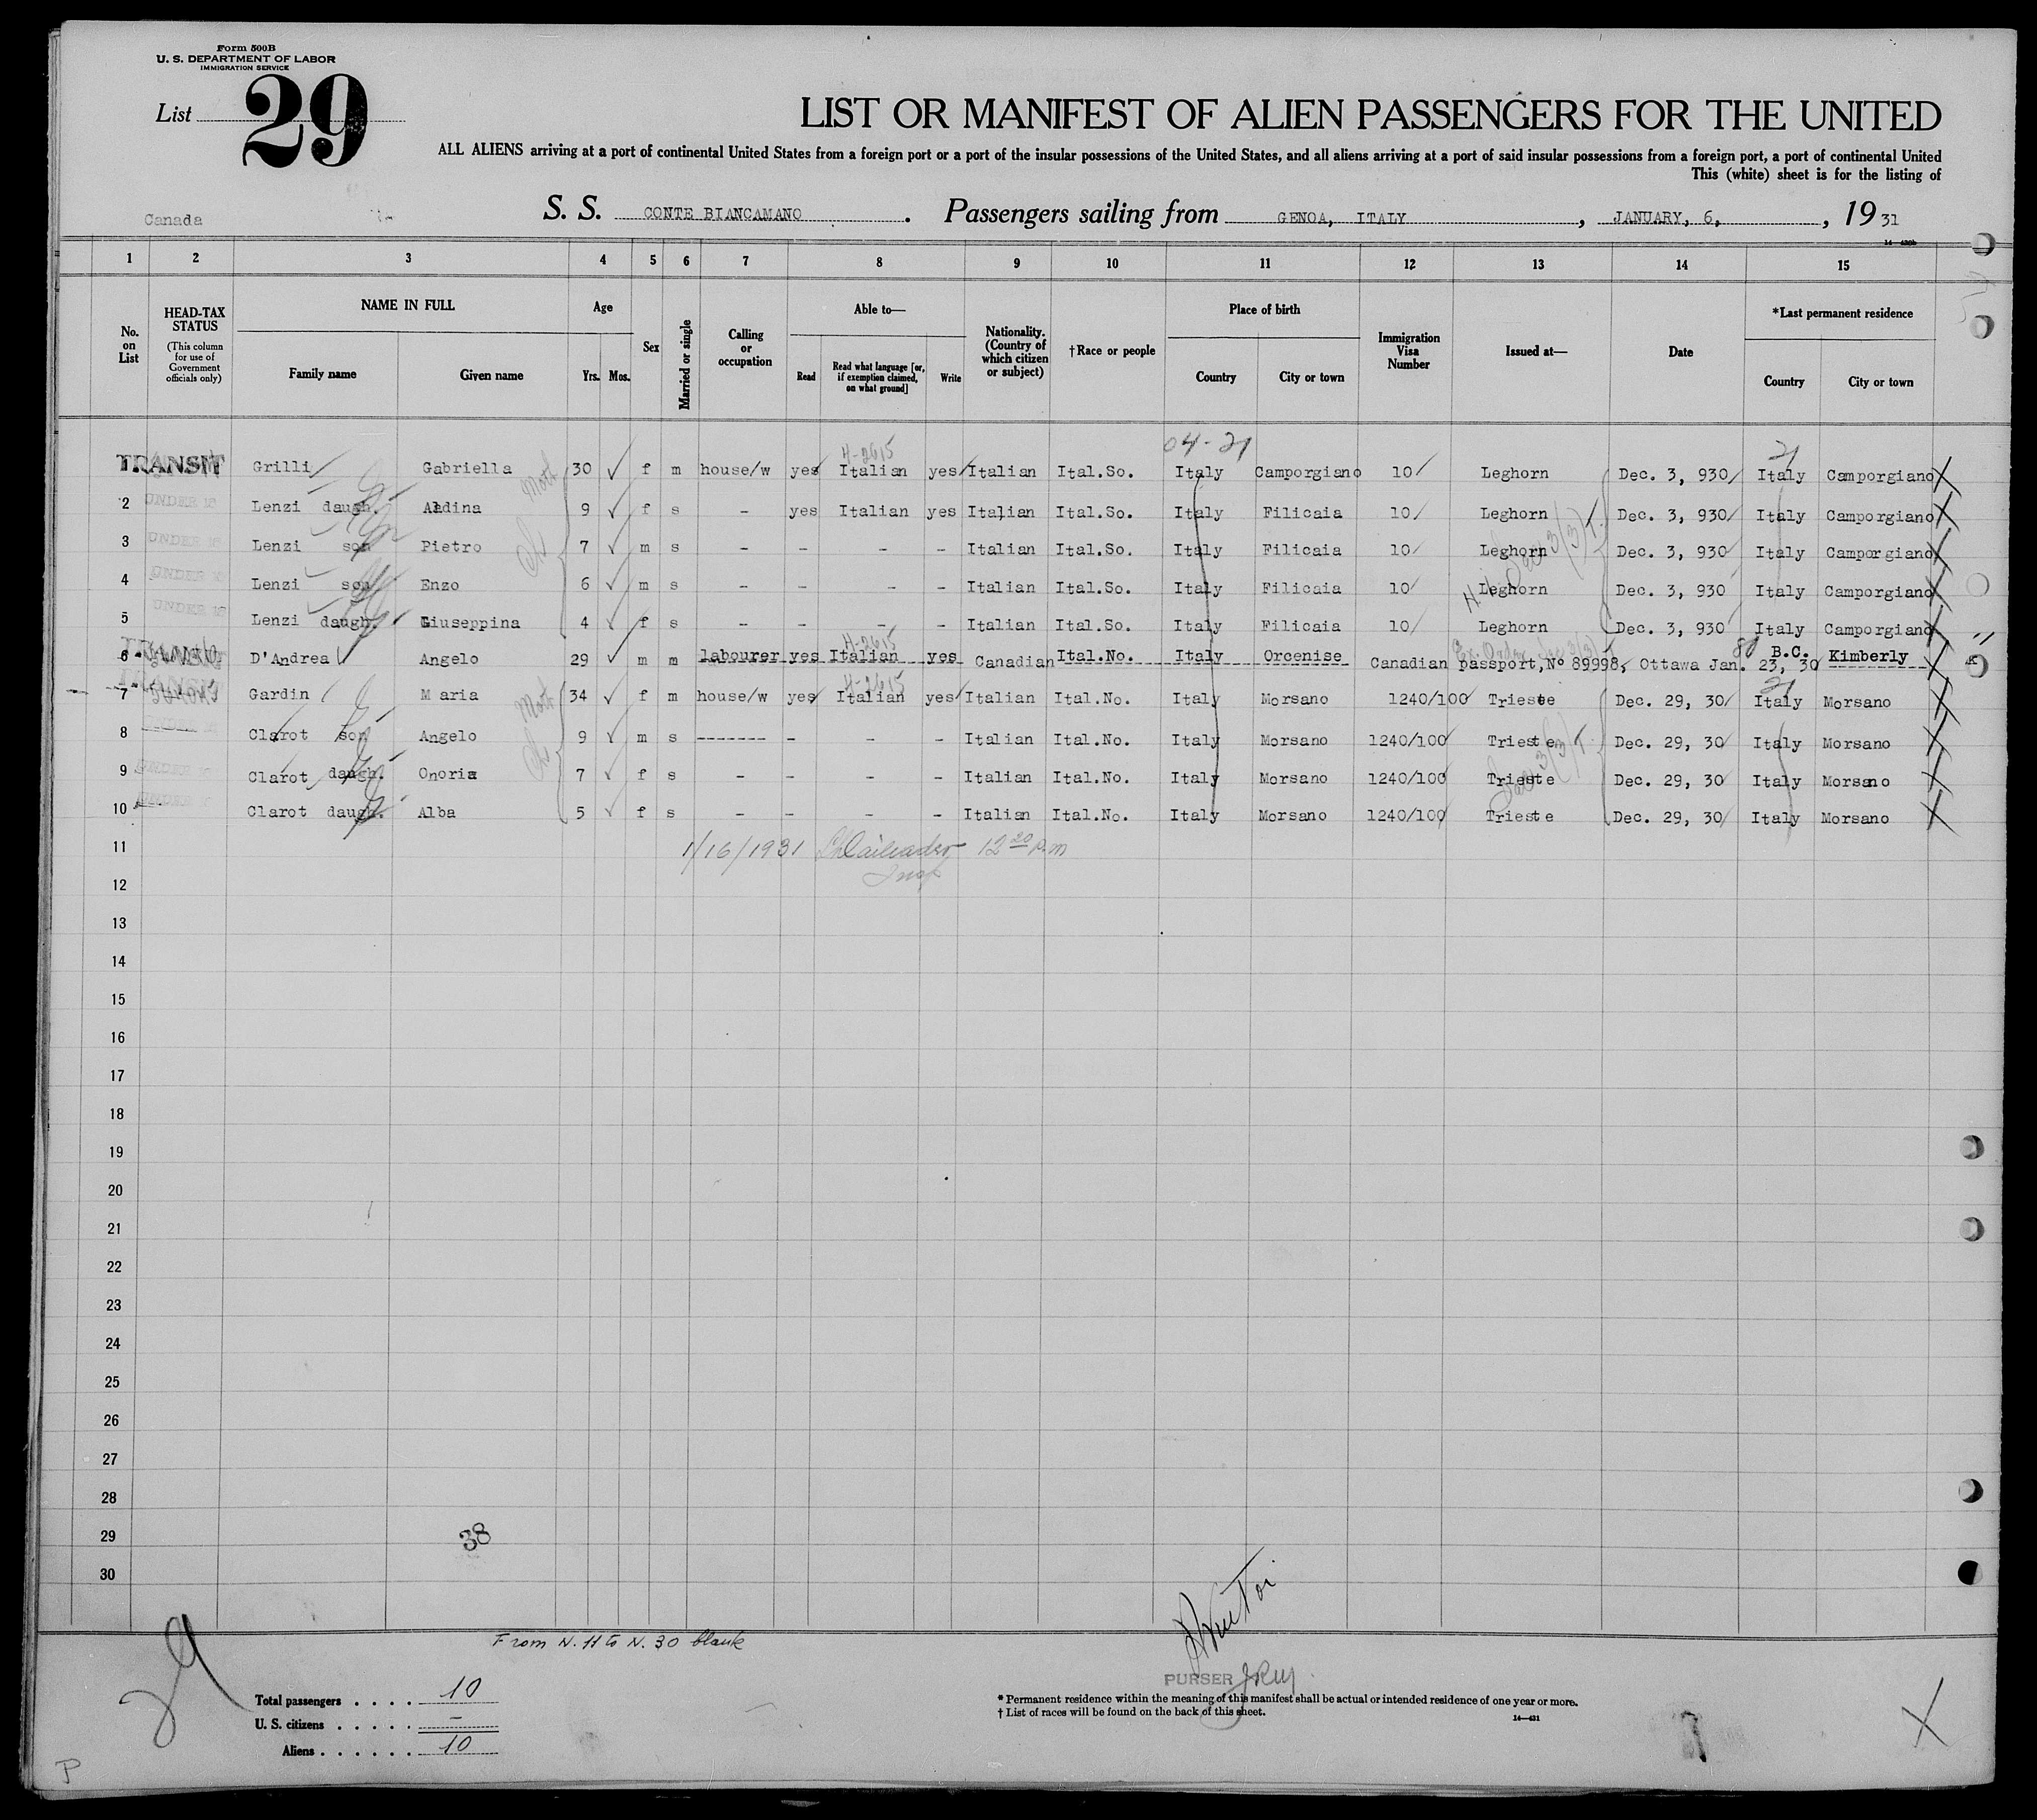 Form 500B
U. S. DEPARTMENT OF LABOR
IMMIGRATION SERVICE
List 29
LIST OR MANIFEST OF ALIEN PASSENGERS FOR THE UNITED
ALL ALIENS arriving at a port of continental United States from a foreign port or a port of the insular possessions of the United States, and all aliens arriving at a port of said insular possessions from a foreign port, a port of continental United
This (white) sheet is for the listing of
Canada
S. S. CONTE BIANCAMANO. Passengers sailing from GENOA, ITALY, JANUARY, 6,, 1931
1 2 3 4 5 6 7 8 9 10 11 12 13 14 15
No. on List
HEAD-TAX STATUS
(This column for use of Government officials only)
NAME IN FULL
Family name Given name
Age
Yrs. Mos.
Sex
Married or single
Calling or occupation
Able to—
Read Read what language [or, if exemption claimed, on what ground] Write
Nationality. (Country of which citizen or subject)
†Race or people
Place of birth
Country City or town
Immigration Visa Number
Issued at—
Date
*Last permanent residence
Country City or town
H-2615 04-21 21
TRANSIT Grilli Gabriella 30 f m house/w yes Italian yes Italian Ital.So. Italy Camporgiano 10 Leghorn Dec. 3, 930 Italy Camporgiano
2 UNDER 16 Lenzi daugh. Aldina 9 f s - yes Italian yes Italian Ital.So. Italy Filicaia 10 Leghorn Dec. 3, 930 Italy Camporgiano
3 UNDER 16 Lenzi son Pietro 7 m s - - - - Italian Ital.So. Italy Filicaia 10 Leghorn Dec. 3, 930 Italy Camporgiano
4 UNDER 16 Lenzi son Enzo 6 m s - - - - Italian Ital.So. Italy Filicaia 10 Leghorn Dec. 3, 930 Italy Camporgiano
5 UNDER 16 Lenzi daugh. Giuseppina 4 f s - - - - Italian Ital.So. Italy Filicaia 10 Leghorn Dec. 3, 930 Italy Camporgiano
H-2615
6 D'Andrea Angelo 29 m m labourer yes Italian yes Canadian Ital.No. Italy Orcenise Canadian passport, No 89998, Ottawa Jan. 23, 30 B.C. Kimberly
H-2615 21
7 TRANSIT Gardin Maria 34 f m house/w yes Italian yes Italian Ital.No. Italy Morsano 1240/100 Trieste Dec. 29, 30 Italy Morsano
8 Clarot son Angelo 9 m s ------- - - - Italian Ital.No. Italy Morsano 1240/100 Trieste Dec. 29, 30 Italy Morsano
9 UNDER Clarot daugh. Onoria 7 f s - - - - Italian Ital.No. Italy Morsano 1240/100 Trieste Dec. 29, 30 Italy Morsano
10 UNDER Clarot daugh. Alba 5 f s - - - - Italian Ital.No. Italy Morsano 1240/100 Trieste Dec. 29, 30 Italy Morsano
11 1/16/1931 12 20 P.m
Insp
12
13
14
15
16
17
18
19
20
21
22
23
24
25
26
27
28
29 38
30
From N. 11 to N. 30 blank
PURSER
Total passengers . . . . 10
U. S. citizens . . . . . -
Aliens . . . . . . 10
* Permanent residence within the meaning of this manifest shall be actual or intended residence of one year or more.
† List of races will be found on the back of this sheet.
14—431
P